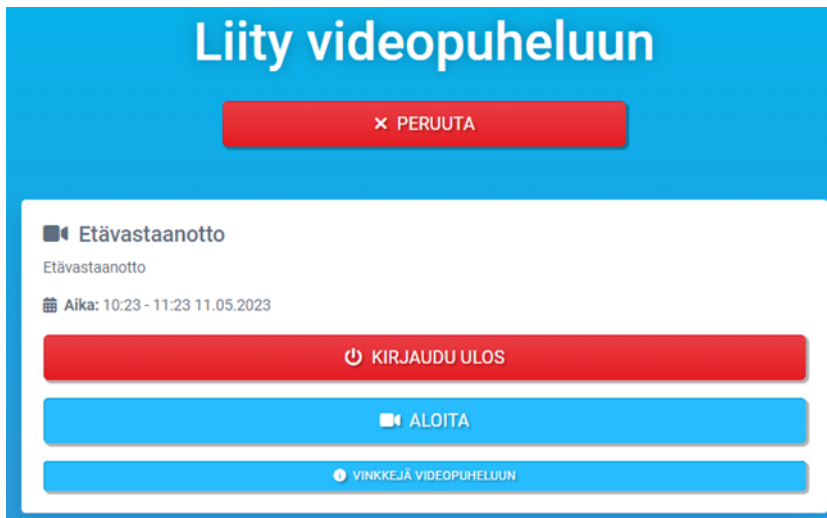 Liity videopuheluun
PERUUTA
Etävastaanotto
Etävastaanotto
Aika: 10:23 - 11:23 11.05.2023
KIRJAUDU ULOS
ALOITA
VINKKEJÄ VIDEOPUHELUUN